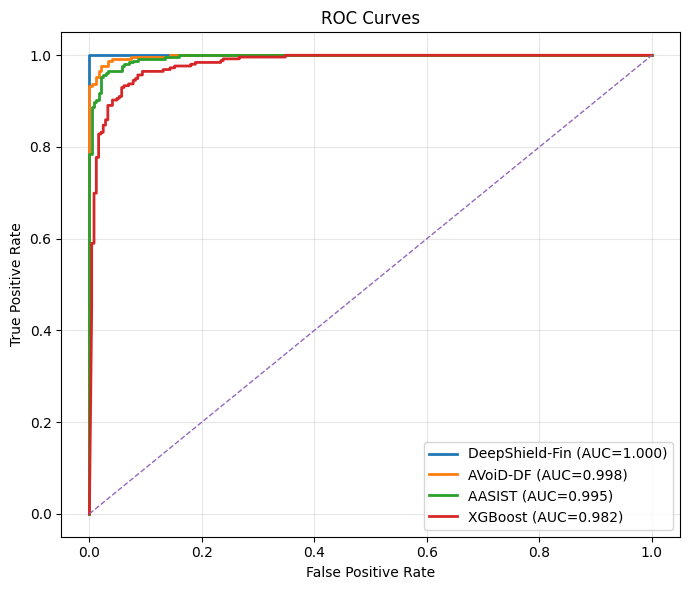 ROC Curves
True Positive Rate
1.0
0.8
0.6
0.4
0.2
0.0
DeepShield-Fin (AUC=1.000)
AVoiD-DF (AUC=0.998)
AASIST (AUC=0.995)
XGBoost (AUC=0.982)
0.0 0.2 0.4 0.6 0.8 1.0
False Positive Rate